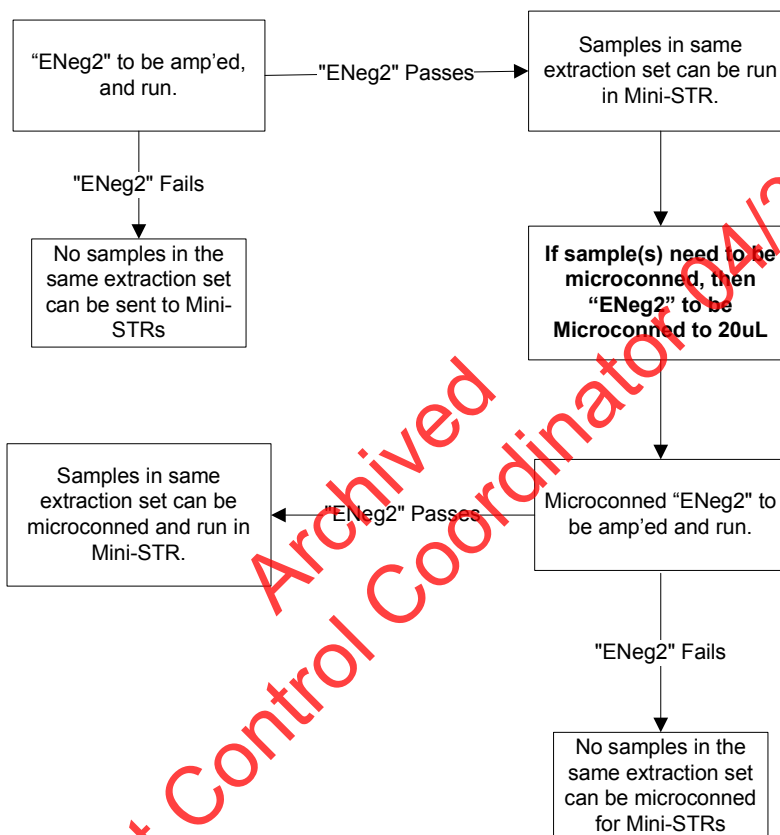 “ENeg2" to be amp’ed,
and run.
"ENeg2" Passes
Samples in same
extraction set can be run
in Mini-STR.
"ENeg2" Fails
No samples in the
same extraction set
can be sent to Mini-
STRs
If sample(s) need to be
microconned, then
“ENeg2” to be
Microconned to 20uL
Samples in same
extraction set can be
microconned and run in
Mini-STR.
"ENeg2" Passes
Microconned “ENeg2" to
be amp'ed and run.
"ENeg2" Fails
No samples in the
same extraction set
can be microconned
for Mini-STRs
Archived
Control Coordinator